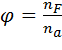 φ = n_F / n_a